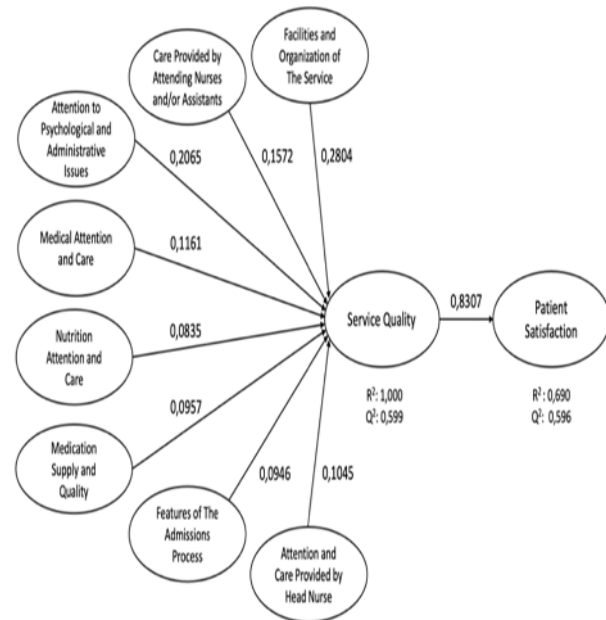 Facilities and
Organization of
The Service
Care Provided by
Attending Nurses
and/or Assistants
Attention to
Psychological and
Administrative
Issues
0,2065
0,1572
0,2804
Medical Attention
and Care
0,1161
Nutrition
Attention and
Care
0,0835
Service Quality
0,8307
Patient
Satisfaction
R²: 1,000
Q²: 0,599
R²: 0,690
Q²: 0,596
Medication
Supply and
Quality
0,0957
Features of The
Admissions
Process
0,0946
0,1045
Attention and
Care Provided by
Head Nurse